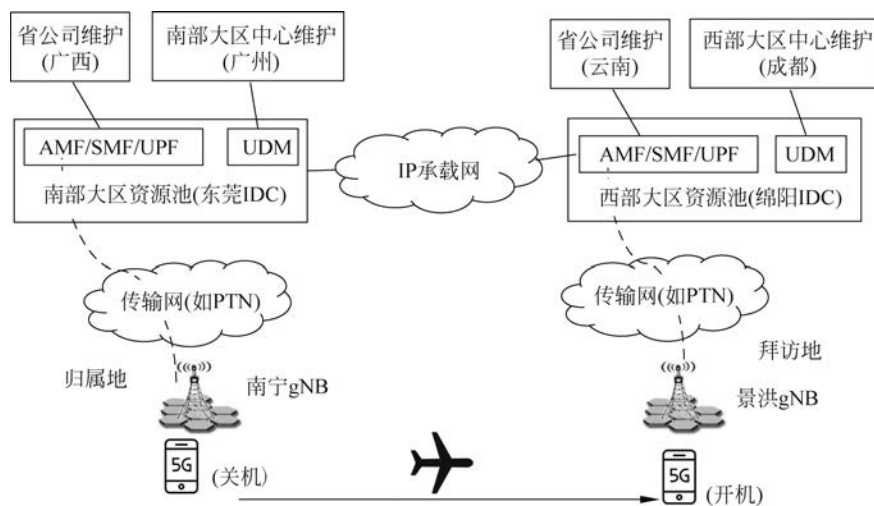 省公司维护
(广西)
南部大区中心维护
(广州)
省公司维护
(云南)
西部大区中心维护
(成都)
AMF/SMF/UPF
UDM
南部大区资源池(东莞IDC)
IP承载网
AMF/SMF/UPF
UDM
西部大区资源池(绵阳IDC)
传输网(如PTN)
传输网(如PTN)
归属地
南宁gNB
拜访地
景洪gNB
5G
(关机)
5G
(开机)